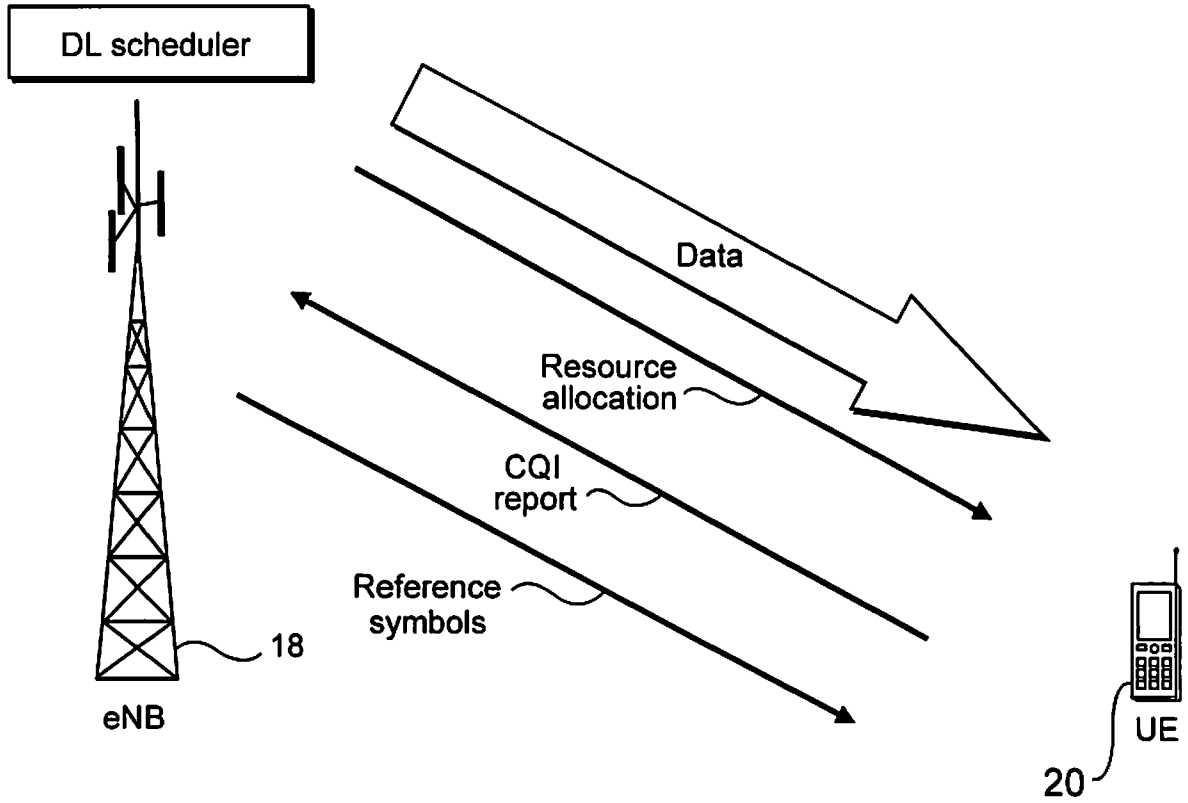 DL scheduler
Data
Resource
allocation
CQI
report
Reference
symbols
18
eNB
UE
20